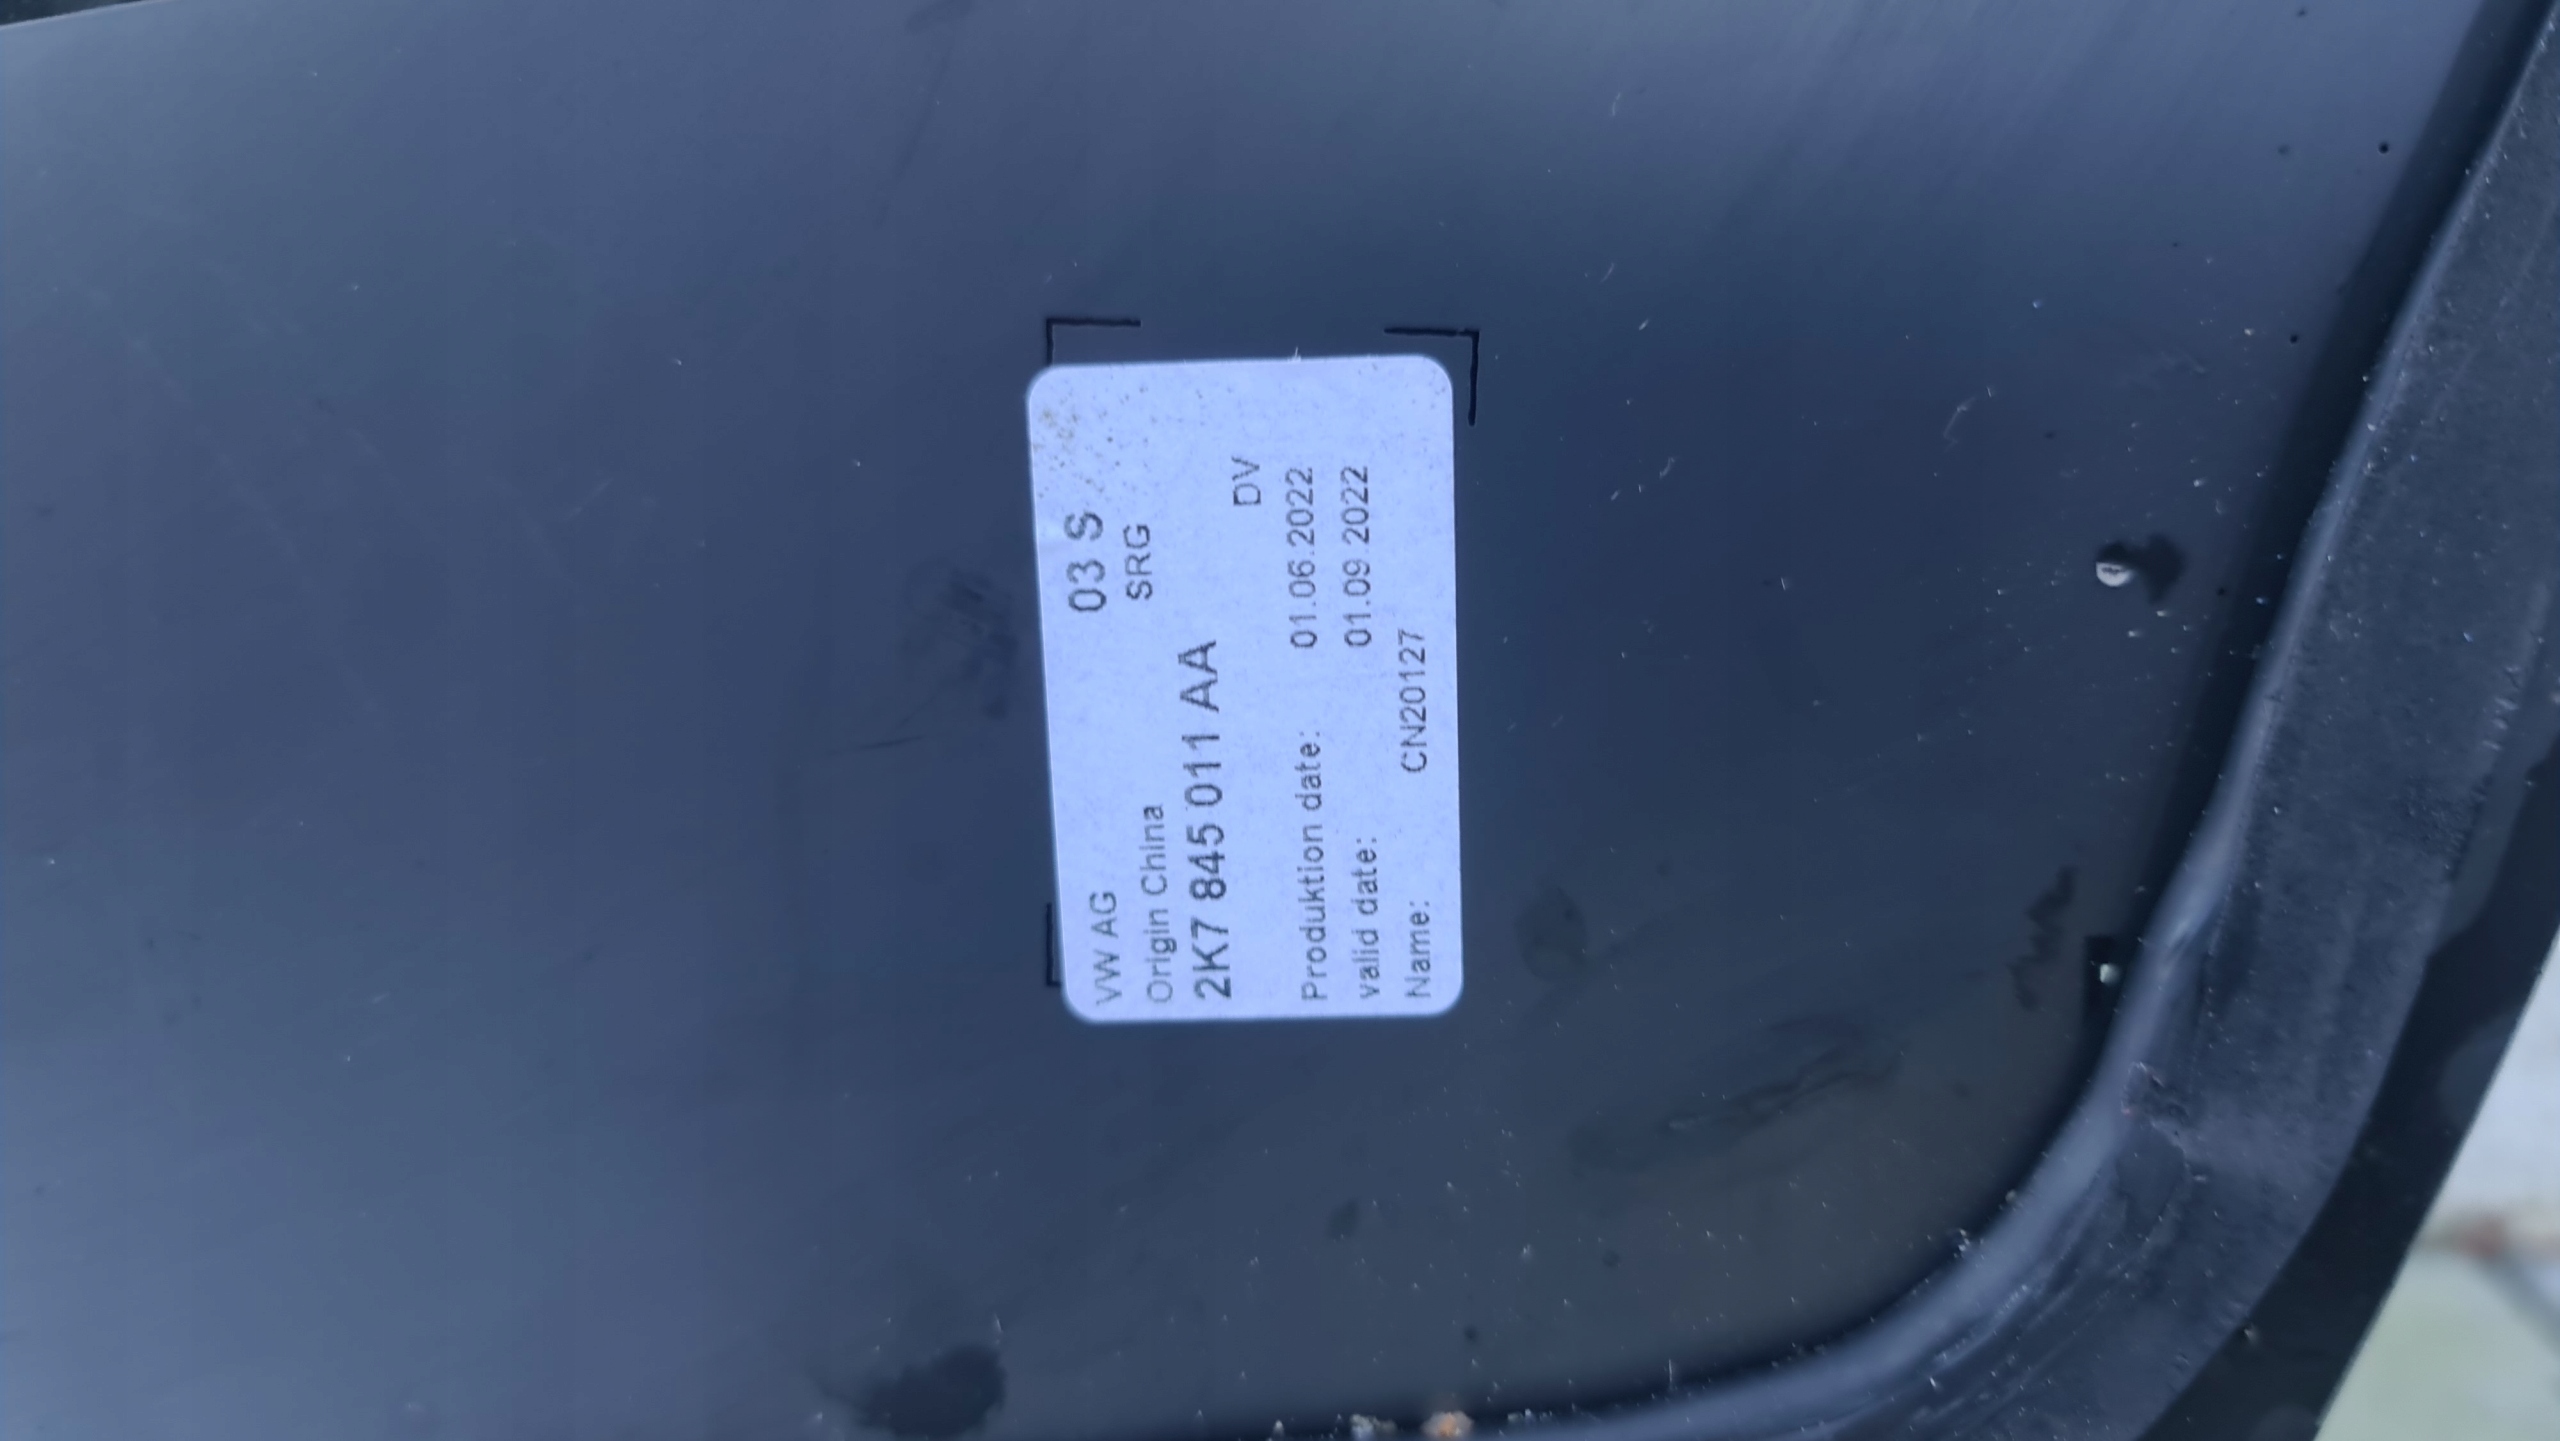 VW AG 03 S
Origin China SRG
2K7 845 011 AA
DV
Produktion date: 01.06.2022
valid date: 01.09.2022
Name: CN20127